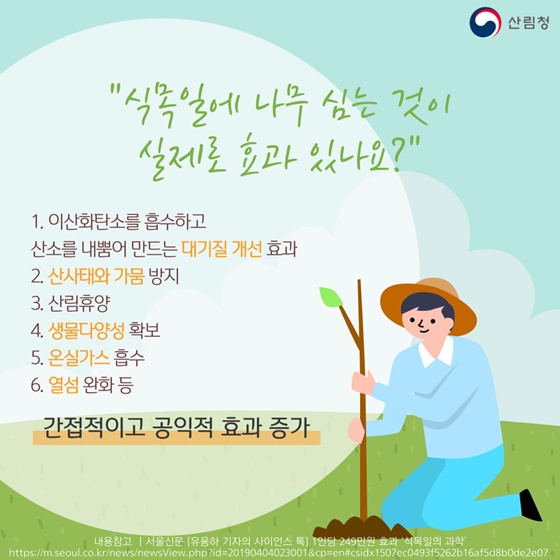 산림청
"식목일에 나무 심는 것이
실제로 효과 있나요?"
1. 이산화탄소를 흡수하고
산소를 내뿜어 만드는 대기질 개선 효과
2. 산사태와 가뭄 방지
3. 산림휴양
4. 생물다양성 확보
5. 온실가스 흡수
6. 열섬 완화 등
간접적이고 공익적 효과 증가
내용참고 ㅣ서울신문 [유용하 기자의 사이언스 톡] 1인당 249만원 효과 '식목일의 과학'
https://m.seoul.co.kr/news/newsView.php?id=20190404023001&cp=en#csidx1507ec0493f5262b16af5d8b0de2e07